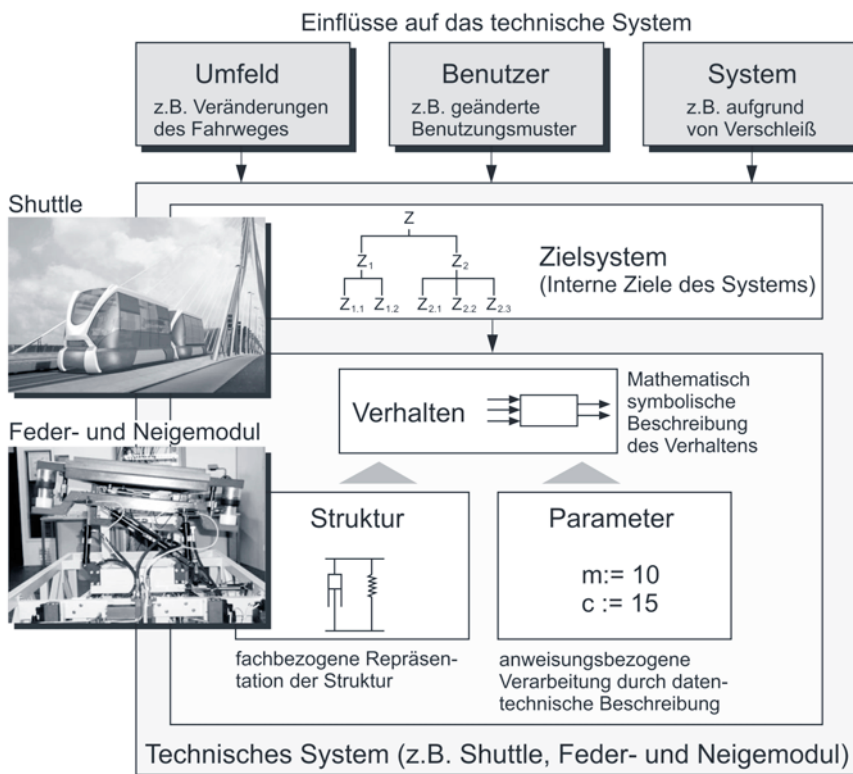 Einflüsse auf das technische System
Umfeld
z.B. Veränderungen
des Fahrweges
Benutzer
z.B. geänderte
Benutzungsmuster
System
z.B. aufgrund
von Verschleiß
Shuttle
Z
Z₁ Z₂
Z₁.₁ Z₁.₂ Z₂.₁ Z₂.₂ Z₂.₃
Zielsystem
(Interne Ziele des Systems)
Verhalten
Mathematisch
symbolische
Beschreibung
des Verhaltens
Feder- und Neigemodul
Struktur
fachbezogene Repräsen-
tation der Struktur
Parameter
m:= 10
c := 15
anweisungsbezogene
Verarbeitung durch daten-
technische Beschreibung
Technisches System (z.B. Shuttle, Feder- und Neigemodul)